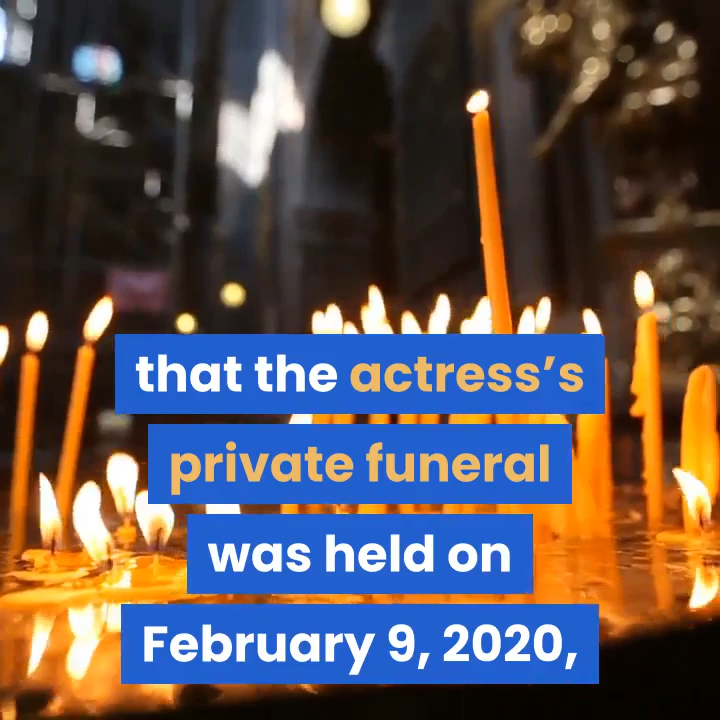 that the actress’s
private funeral
was held on
February 9, 2020,